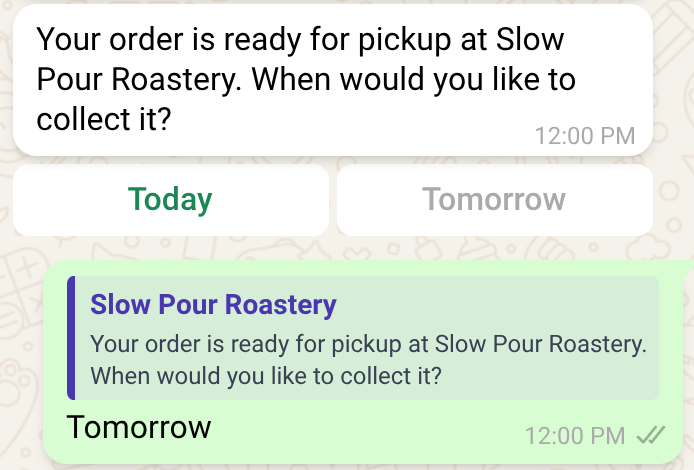 Your order is ready for pickup at Slow
Pour Roastery. When would you like to
collect it?
12:00 PM
Today
Tomorrow
Slow Pour Roastery
Your order is ready for pickup at Slow Pour Roastery.
When would you like to collect it?
Tomorrow
12:00 PM